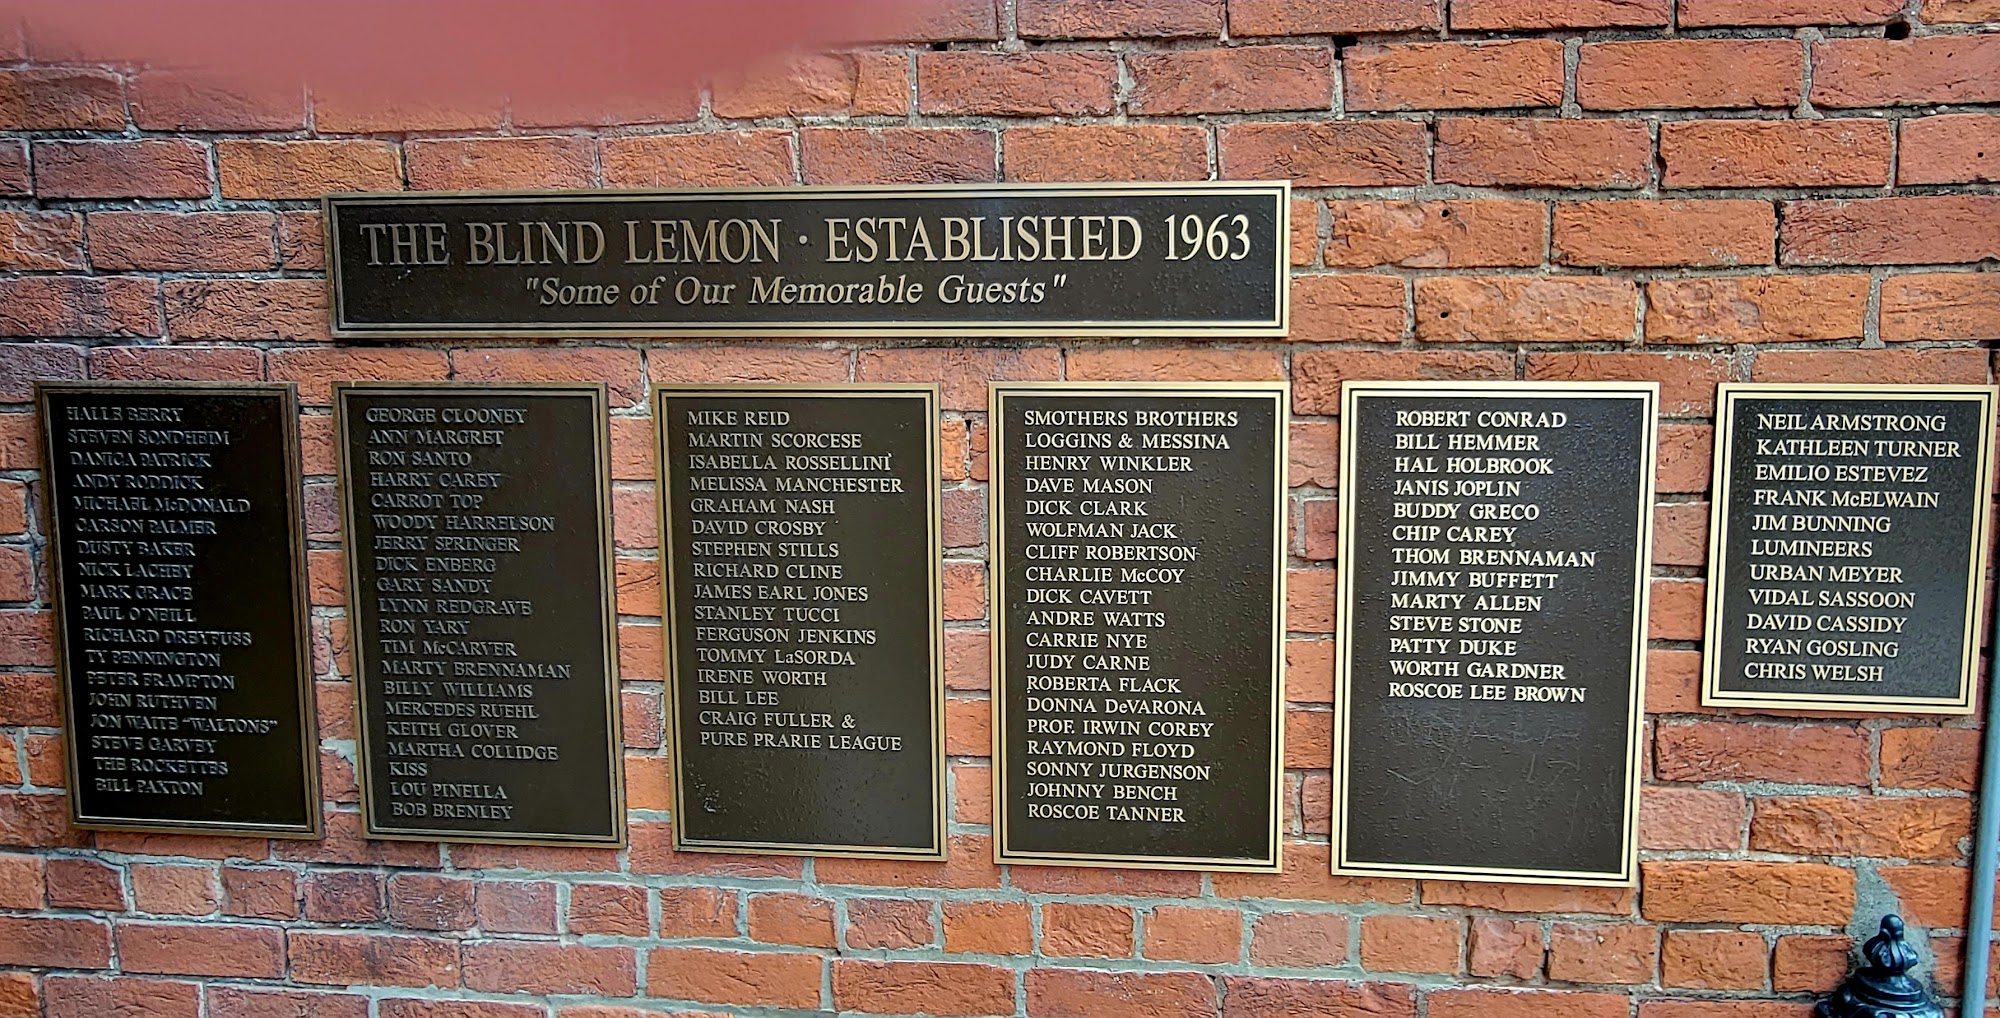 THE BLIND LEMON · ESTABLISHED 1963
"Some of Our Memorable Guests"
HALLE BERRY
STEVEN SONDHEIM
DANICA PATRICK
ANDY RODDICK
MICHAEL McDONALD
CARSON PALMER
DUSTY BAKER
NICK LACHEY
MARK GRACE
PAUL O'NEILL
RICHARD DREYFUSS
TY PENNINGTON
PETER FRAMPTON
JOHN RUTHVEN
JON WAITE "WALTONS"
STEVE GARVEY
THE ROCKETTES
BILL PAXTON
GEORGE CLOONEY
ANN MARGRET
RON SANTO
HARRY CAREY
CARROT TOP
WOODY HARRELSON
JERRY SPRINGER
DICK ENBERG
GARY SANDY
LYNN REDGRAVE
RON YARY
TIM McCARVER
MARTY BRENNAMAN
BILLY WILLIAMS
MERCEDES RUEHL
KEITH GLOVER
MARTHA COLLIDGE
KISS
LOU PINELLA
BOB BRENLEY
MIKE REID
MARTIN SCORCESE
ISABELLA ROSSELLINI
MELISSA MANCHESTER
GRAHAM NASH
DAVID CROSBY
STEPHEN STILLS
RICHARD CLINE
JAMES EARL JONES
STANLEY TUCCI
FERGUSON JENKINS
TOMMY LaSORDA
IRENE WORTH
BILL LEE
CRAIG FULLER &
PURE PRARIE LEAGUE
SMOTHERS BROTHERS
LOGGINS & MESSINA
HENRY WINKLER
DAVE MASON
DICK CLARK
WOLFMAN JACK
CLIFF ROBERTSON
CHARLIE McCOY
DICK CAVETT
ANDRE WATTS
CARRIE NYE
JUDY CARNE
ROBERTA FLACK
DONNA DeVARONA
PROF. IRWIN COREY
RAYMOND FLOYD
SONNY JURGENSON
JOHNNY BENCH
ROSCOE TANNER
ROBERT CONRAD
BILL HEMMER
HAL HOLBROOK
JANIS JOPLIN
BUDDY GRECO
CHIP CAREY
THOM BRENNAMAN
JIMMY BUFFETT
MARTY ALLEN
STEVE STONE
PATTY DUKE
WORTH GARDNER
ROSCOE LEE BROWN
NEIL ARMSTRONG
KATHLEEN TURNER
EMILIO ESTEVEZ
FRANK McELWAIN
JIM BUNNING
LUMINEERS
URBAN MEYER
VIDAL SASSOON
DAVID CASSIDY
RYAN GOSLING
CHRIS WELSH